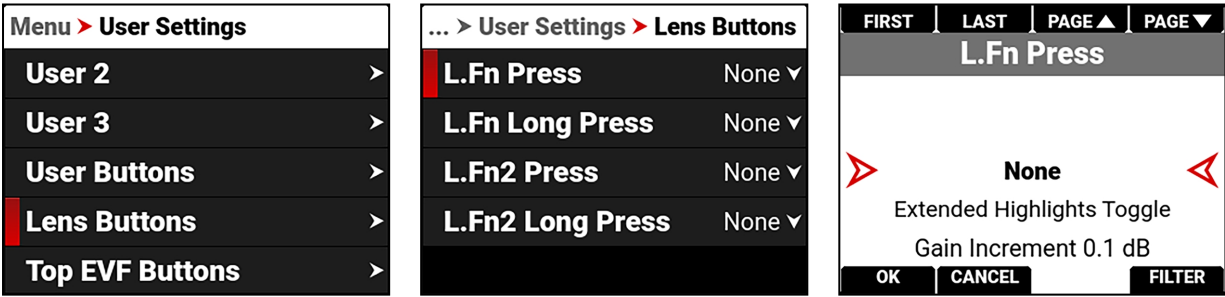 Menu > User Settings
User 2 >
User 3 >
User Buttons >
Lens Buttons >
Top EVF Buttons >
... > User Settings > Lens Buttons
L.Fn Press None
L.Fn Long Press None
L.Fn2 Press None
L.Fn2 Long Press None
FIRST LAST PAGE▲ PAGE▼
L.Fn Press
None
Extended Highlights Toggle
Gain Increment 0.1 dB
OK CANCEL FILTER